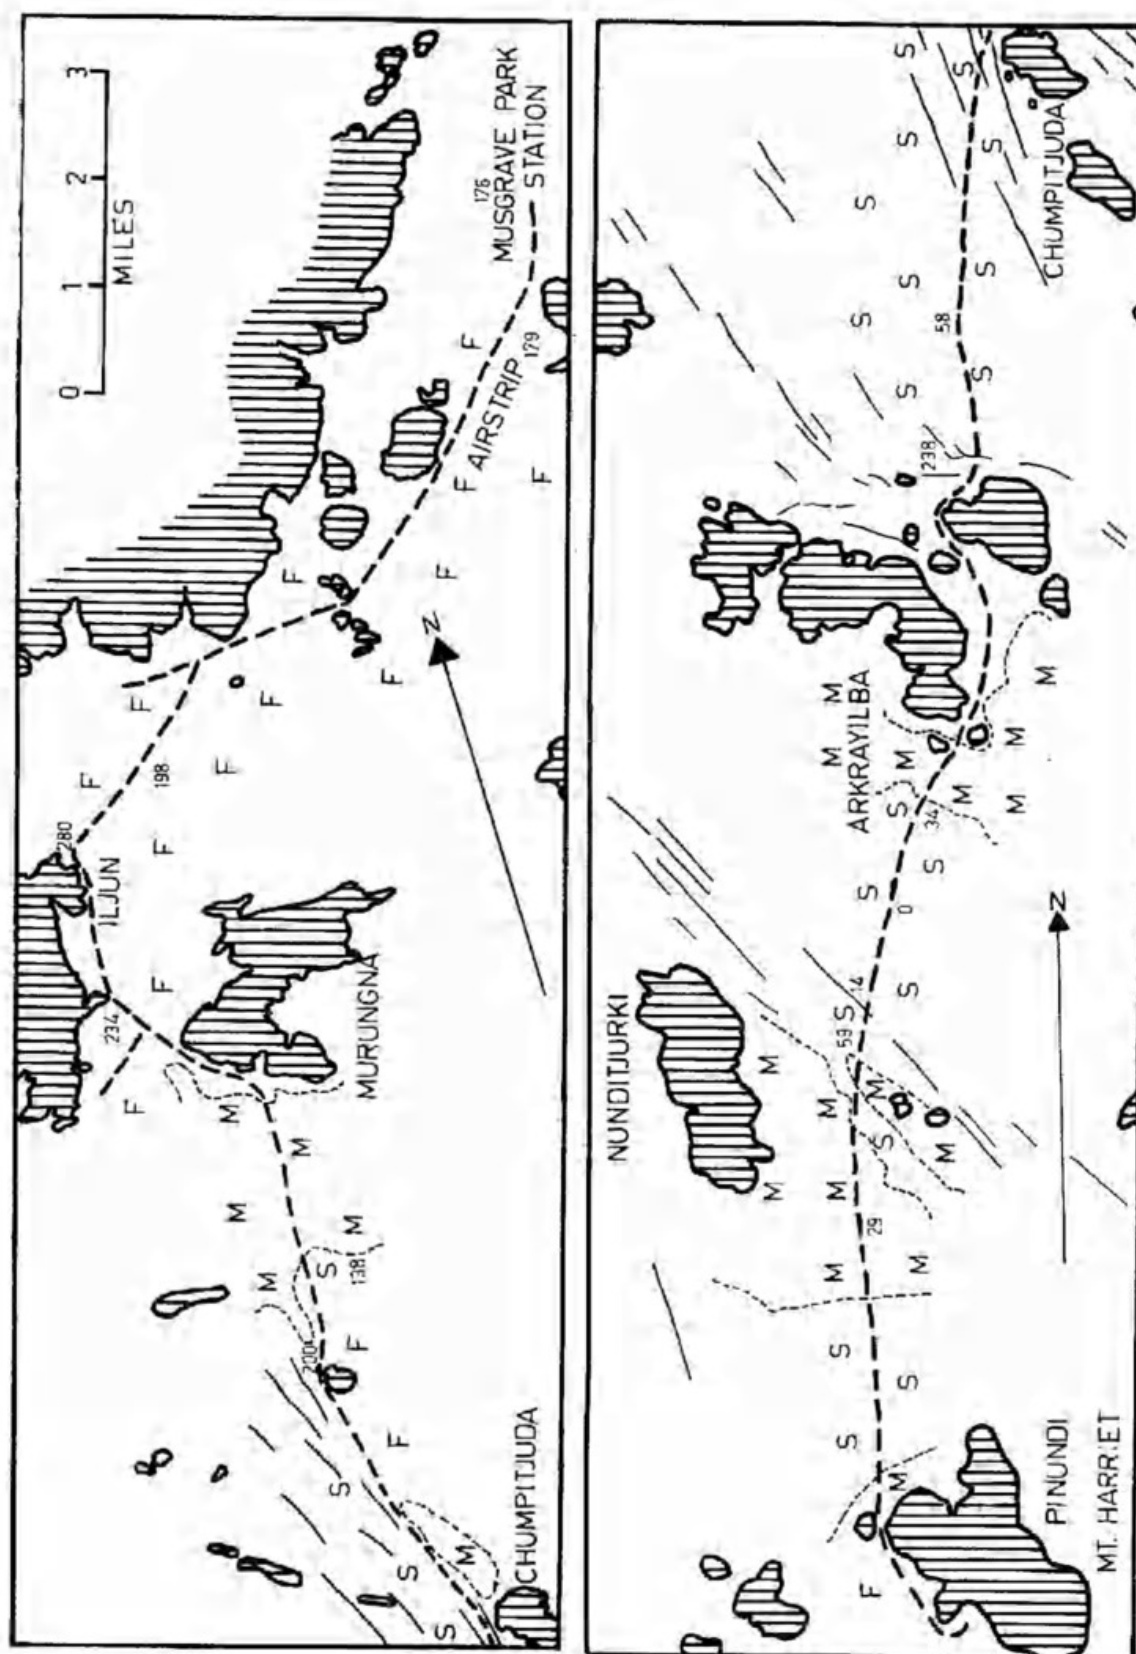 0 1 2 3
MILES
176
MUSGRAVE PARK
STATION
179
AIRSTRIP
F
F
F
F
F
F
N
F
F
F
F
198
F
F
280
ILJUN
F
234
F
MURUNGNA
M
M
M
M
M
S
138
200
F
F
S
M
S
S
CHUMPITJUDA
S
S
S
S
S
CHUMPITJUDA
S
S
S
58
S
S
238
ARKRAYILBA
M
M
M
M
M
M
M
S
34
S
S
0
N
S
14
S
59
NUNDITJURKI
M
M
M
S
M
M
M
29
M
M
S
S
S
M
F
PINUNDI
MT. HARRIET